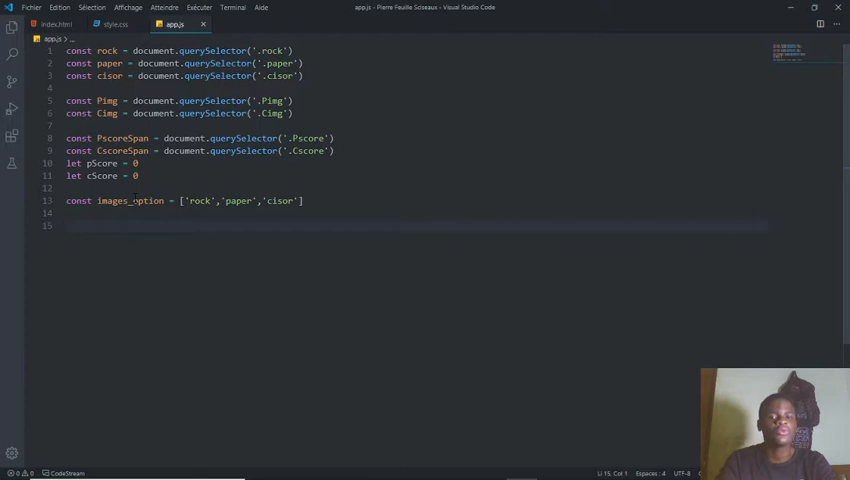 Fichier Edition Sélection Affichage Atteindre Exécuter Terminal Aide app.js - Pierre Feuille Sciseaux - Visual Studio Code
index.html style.css app.js
app.js > ...
1 const rock = document.querySelector('.rock')
2 const paper = document.querySelector('.paper')
3 const cisor = document.querySelector('.cisor')
4
5 const Pimg = document.querySelector('.Pimg')
6 const Cimg = document.querySelector('.Cimg')
7
8 const PscoreSpan = document.querySelector('.Pscore')
9 const CscoreSpan = document.querySelector('.Cscore')
10 let pScore = 0
11 let cScore = 0
12
13 const images_option = ['rock','paper','cisor']
14
15
0 0 CodeStream Li 15, Col 1 Espaces : 4 UTF-8